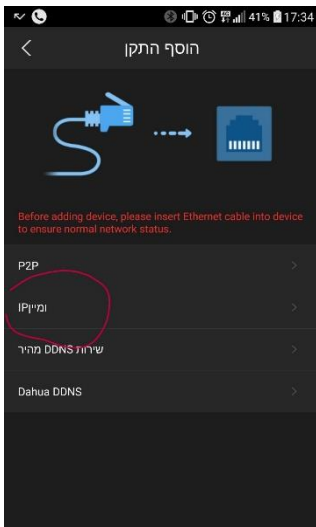 41% 17:34
הוסף התקן
Before adding device, please insert Ethernet cable into device
to ensure normal network status.
P2P
ומייןIP
שירות DDNS מהיר
Dahua DDNS